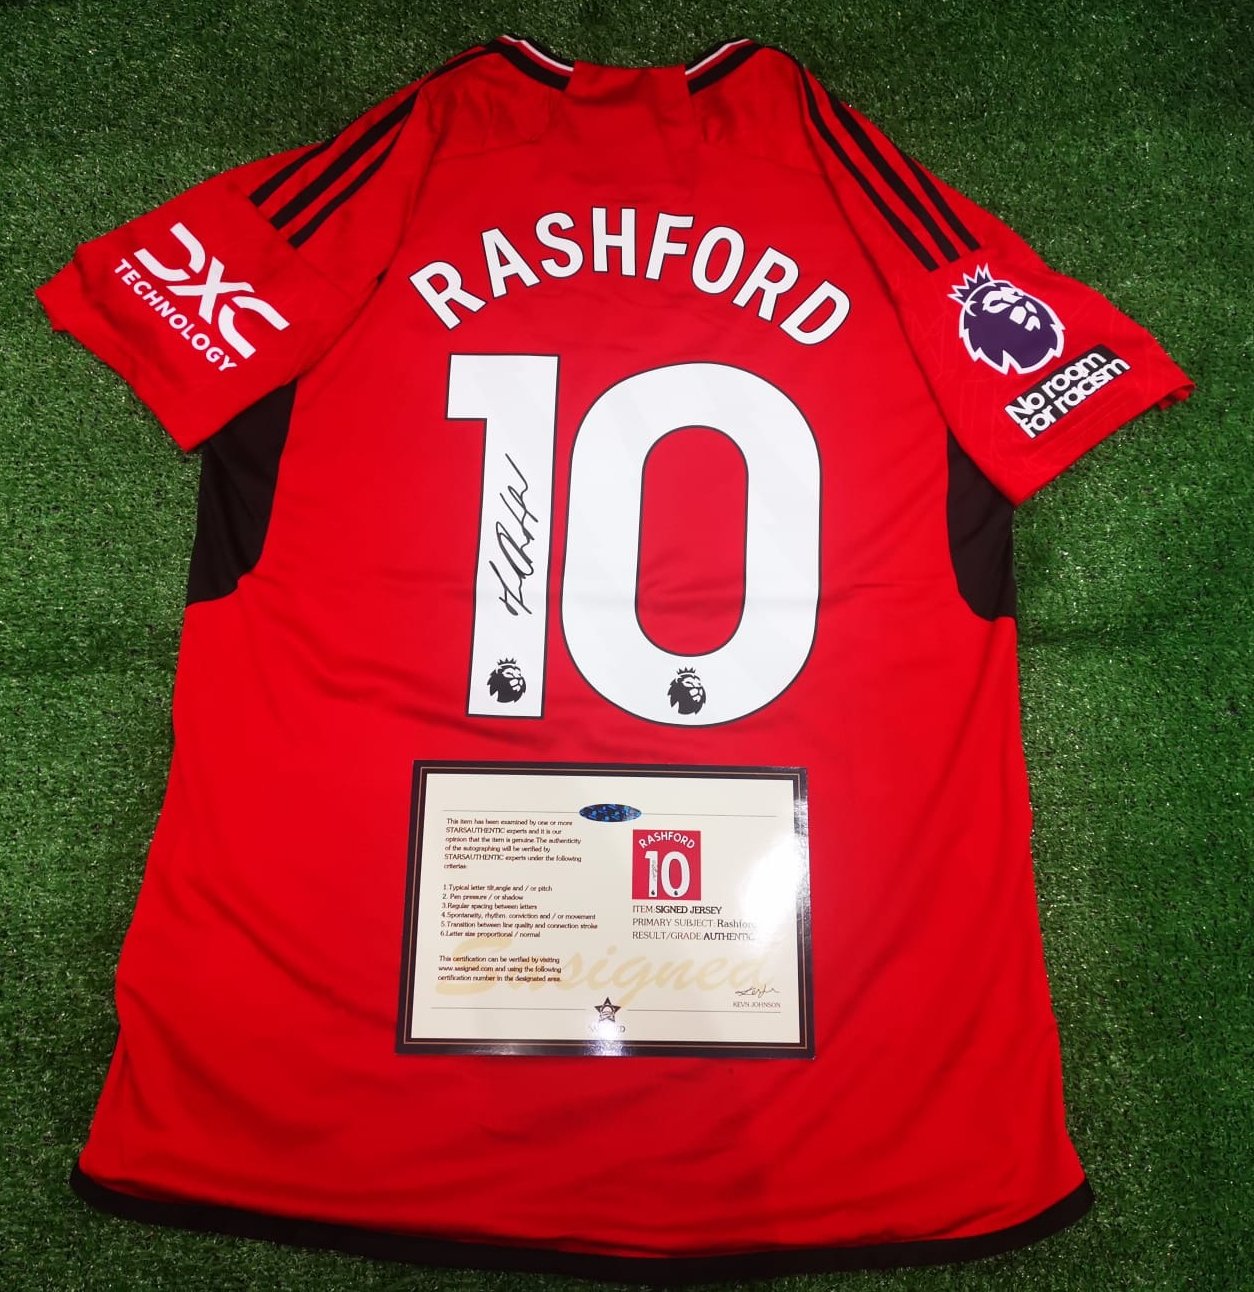 RASHFORD
10
DXC
TECHNOLOGY
No room
for racism
This item has been examined by one or more
STARSAUTHENTIC experts and it is our
opinion that the item is genuine.The authenticity
of the autographing will be verified by
STARSAUTHENTIC experts under the following
criterias:
1.Typical letter tilt,angle and / or pitch
2. Pen pressure / or shadow
3.Regular spacing between letters
4.Spontaneity, rhythm, conviction and / or movement
5.Transition between line quality and connection stroke
6.Letter size proportional / normal
This certification can be verified by visiting
www.sasigned.com and using the following
certification number in the designated area.
RASHFORD
10
ITEM:SIGNED JERSEY
PRIMARY SUBJECT:Rashford
RESULT/GRADE:AUTHENTIC
Sasigned
KEVN JOHNSON